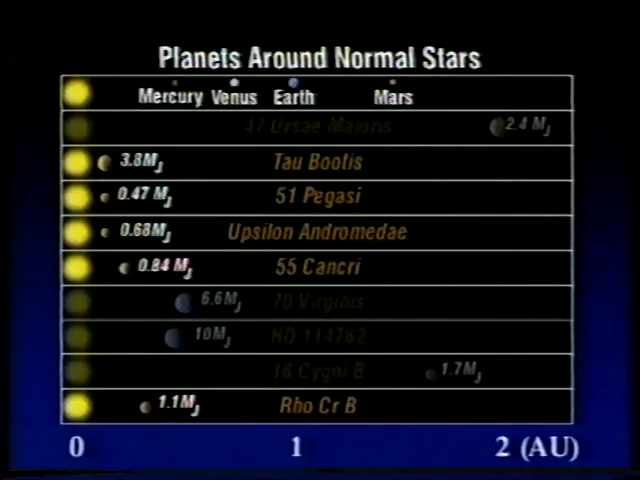 Planets Around Normal Stars
Mercury Venus Earth Mars
47 Ursae Majoris 2.4 MJ
3.8MJ Tau Bootis
0.47 MJ 51 Pegasi
0.68MJ Upsilon Andromedae
0.84 MJ 55 Cancri
6.6MJ 70 Virginis
10MJ HD 114762
16 Cygni B 1.7MJ
1.1MJ Rho Cr B
0 1 2 (AU)